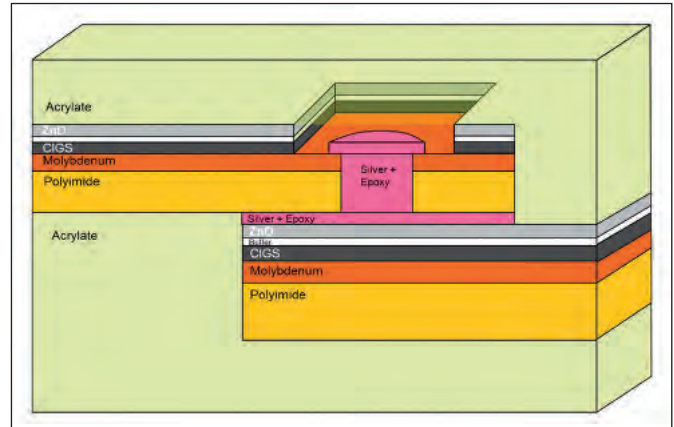 Acrylate
ZnO
CIGS
Molybdenum
Polyimide
Silver +
Epoxy
Silver + Epoxy
Acrylate
ZnO
Buffer
CIGS
Molybdenum
Polyimide